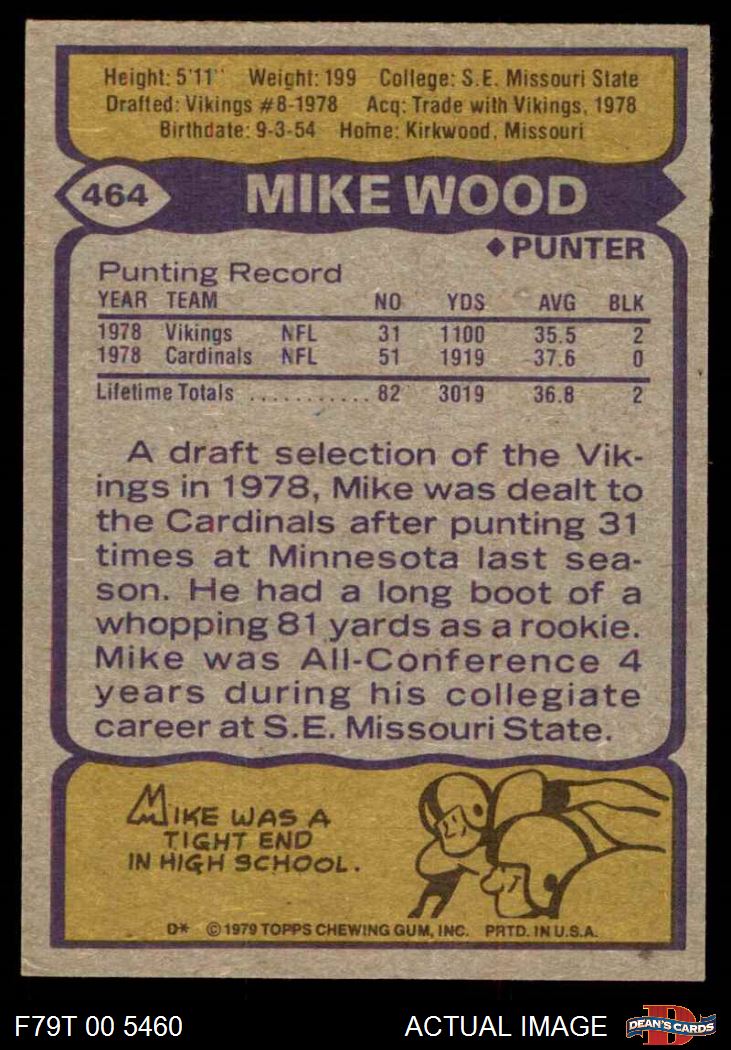 Height: 5'11'' Weight: 199 College: S.E. Missouri State
Drafted: Vikings #8-1978 Acq: Trade with Vikings, 1978
Birthdate: 9-3-54 Home: Kirkwood, Missouri
464 MIKE WOOD
◆PUNTER
Punting Record
YEAR TEAM NO YDS AVG BLK
1978 Vikings NFL 31 1100 35.5 2
1978 Cardinals NFL 51 1919 37.6 0
Lifetime Totals ........... 82 3019 36.8 2
A draft selection of the Vik-
ings in 1978, Mike was dealt to
the Cardinals after punting 31
times at Minnesota last sea-
son. He had a long boot of a
whopping 81 yards as a rookie.
Mike was All-Conference 4
years during his collegiate
career at S.E. Missouri State.
MIKE WAS A
TIGHT END
IN HIGH SCHOOL.
D* © 1979 TOPPS CHEWING GUM, INC. PRTD. IN U.S.A.
F79T 00 5460 ACTUAL IMAGE D DEAN'S CARDS